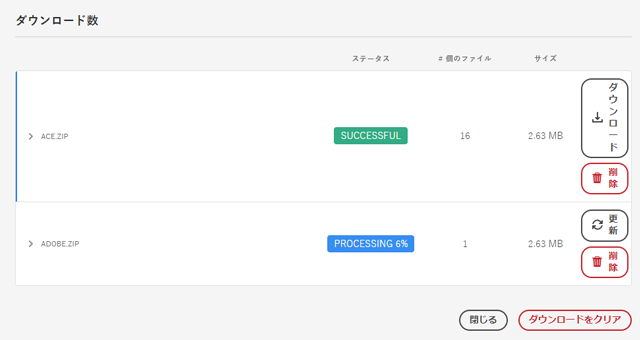 ダウンロード数
ステータス # 個のファイル サイズ
ACE.ZIP SUCCESSFUL 16 2.63 MB
ダウンロード
削除
ADOBE.ZIP PROCESSING 6% 1 2.63 MB
更新
削除
閉じる ダウンロードをクリア